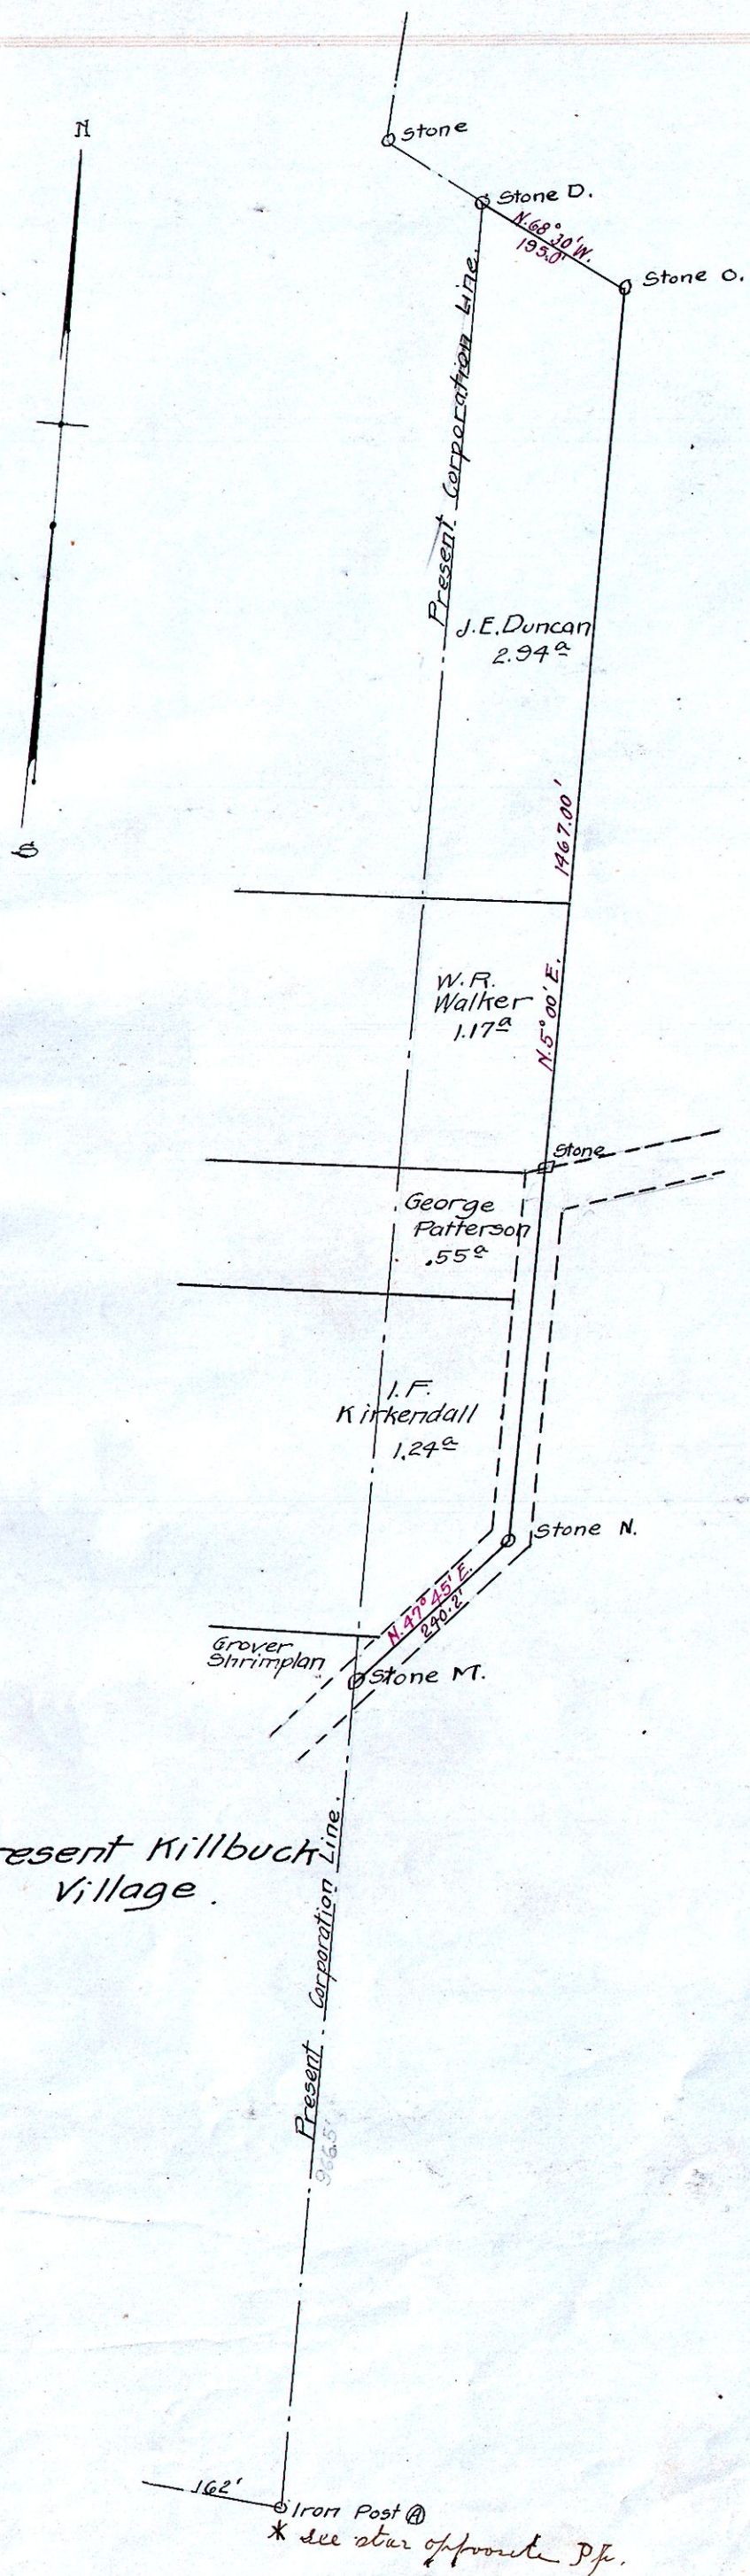 N
Stone
Stone D.
N.68°30'W.
195.0'
Stone O.
Present Corporation Line.
J.E.Duncan
2.94a
1467.00'
S
W.R.
Walker
1.17a
N.5°00'E.
Stone
George
Patterson
.55a
I.F.
Kirkendall
1.24a
Stone N.
N.47°45'E.
240.2'
Grover
Shrimplan
Stone M.
resent Killbuck
Village.
Present Corporation Line.
966.5'
162'
Iron Post A
* see star opposite Pg.